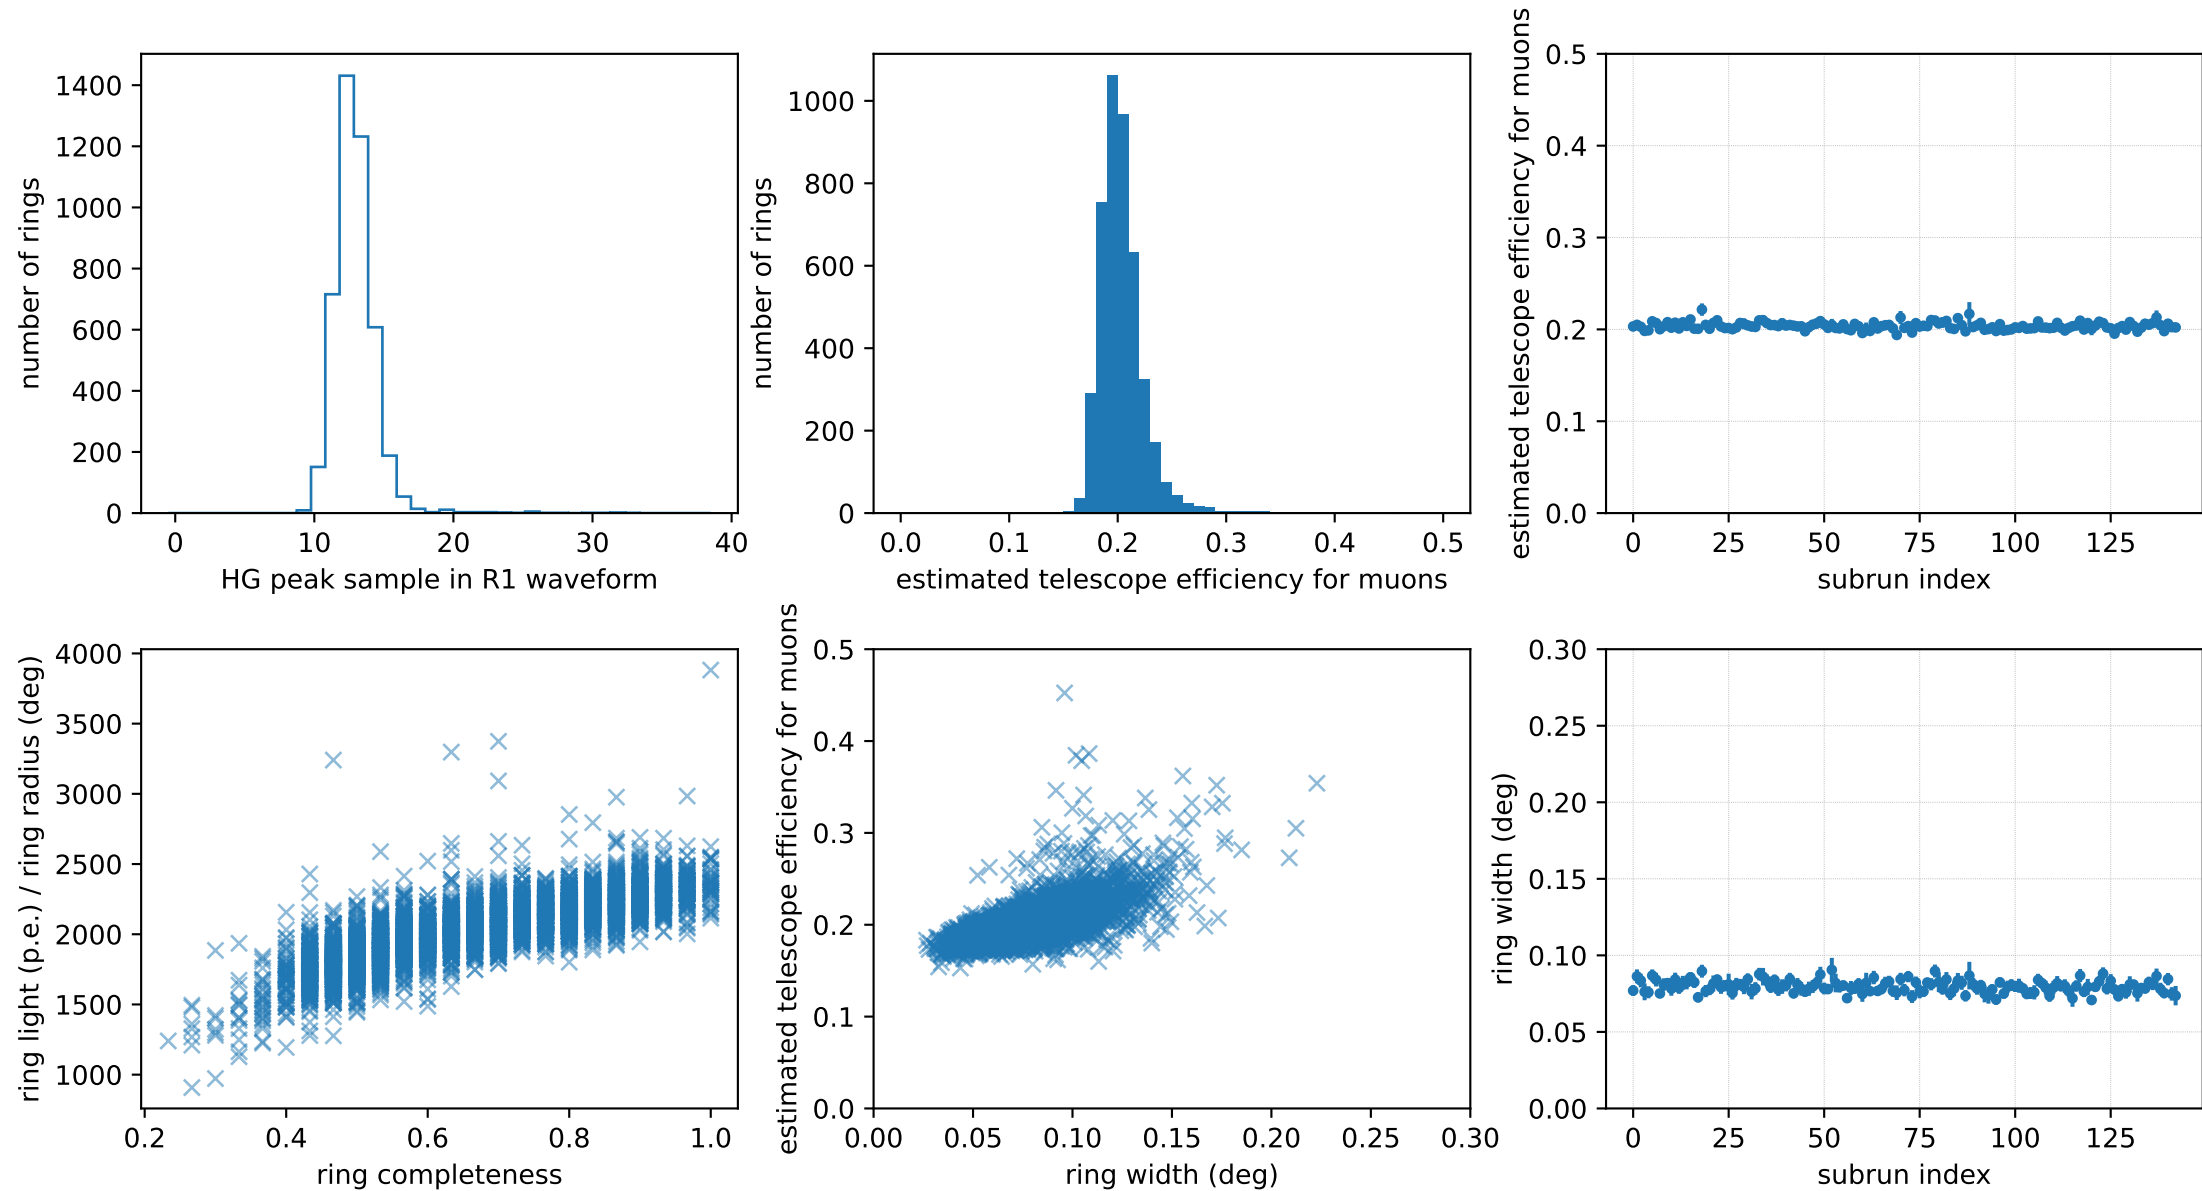 1400
1200
1000
800
600
400
200
0
number of rings
0 10 20 30 40
HG peak sample in R1 waveform
1000
800
600
400
200
0
number of rings
0.0 0.1 0.2 0.3 0.4 0.5
estimated telescope efficiency for muons
0.5
0.4
0.3
0.2
0.1
0.0
estimated telescope efficiency for muons
0 25 50 75 100 125
subrun index
4000
3500
3000
2500
2000
1500
1000
ring light (p.e.) / ring radius (deg)
0.2 0.4 0.6 0.8 1.0
ring completeness
0.5
0.4
0.3
0.2
0.1
0.0
estimated telescope efficiency for muons
0.00 0.05 0.10 0.15 0.20 0.25 0.30
ring width (deg)
0.30
0.25
0.20
0.15
0.10
0.05
0.00
ring width (deg)
0 25 50 75 100 125
subrun index